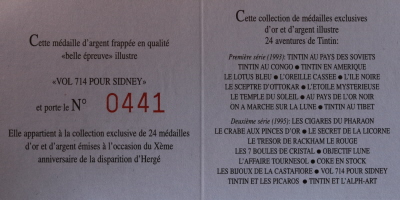 Cette médaille d'argent frappée en qualité
«belle épreuve» illustre
«VOL 714 POUR SIDNEY»
et porte le N° 0441
Elle appartient à la collection exclusive de 24 médailles
d'or et d'argent émises à l'occasion du Xème
anniversaire de la disparition d'Hergé
Cette collection de médailles exclusives
d'or et d'argent illustre
24 aventures de Tintin:
Première série (1993): TINTIN AU PAYS DES SOVIETS
TINTIN AU CONGO ● TINTIN EN AMERIQUE
LE LOTUS BLEU ● L'OREILLE CASSEE ● L'ILE NOIRE
LE SCEPTRE D'OTTOKAR ● L'ETOILE MYSTERIEUSE
LE TEMPLE DU SOLEIL ● AU PAYS DE L'OR NOIR
ON A MARCHE SUR LA LUNE ● TINTIN AU TIBET
Deuxième série (1995): LES CIGARES DU PHARAON
LE CRABE AUX PINCES D'OR ● LE SECRET DE LA LICORNE
LE TRESOR DE RACKHAM LE ROUGE
LES 7 BOULES DE CRISTAL ● OBJECTIF LUNE
L'AFFAIRE TOURNESOL ● COKE EN STOCK
LES BIJOUX DE LA CASTAFIORE ● VOL 714 POUR SIDNEY
TINTIN ET LES PICAROS ● TINTIN ET L'ALPH-ART